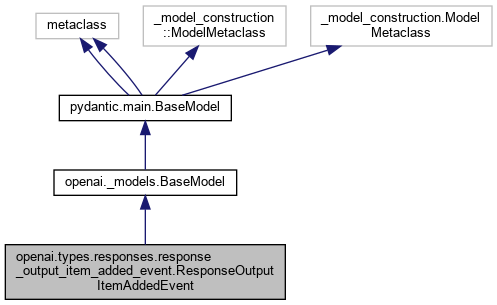 metaclass
_model_construction
::ModelMetaclass
_model_construction.Model
Metaclass
pydantic.main.BaseModel
openai._models.BaseModel
openai.types.responses.response
_output_item_added_event.ResponseOutput
ItemAddedEvent